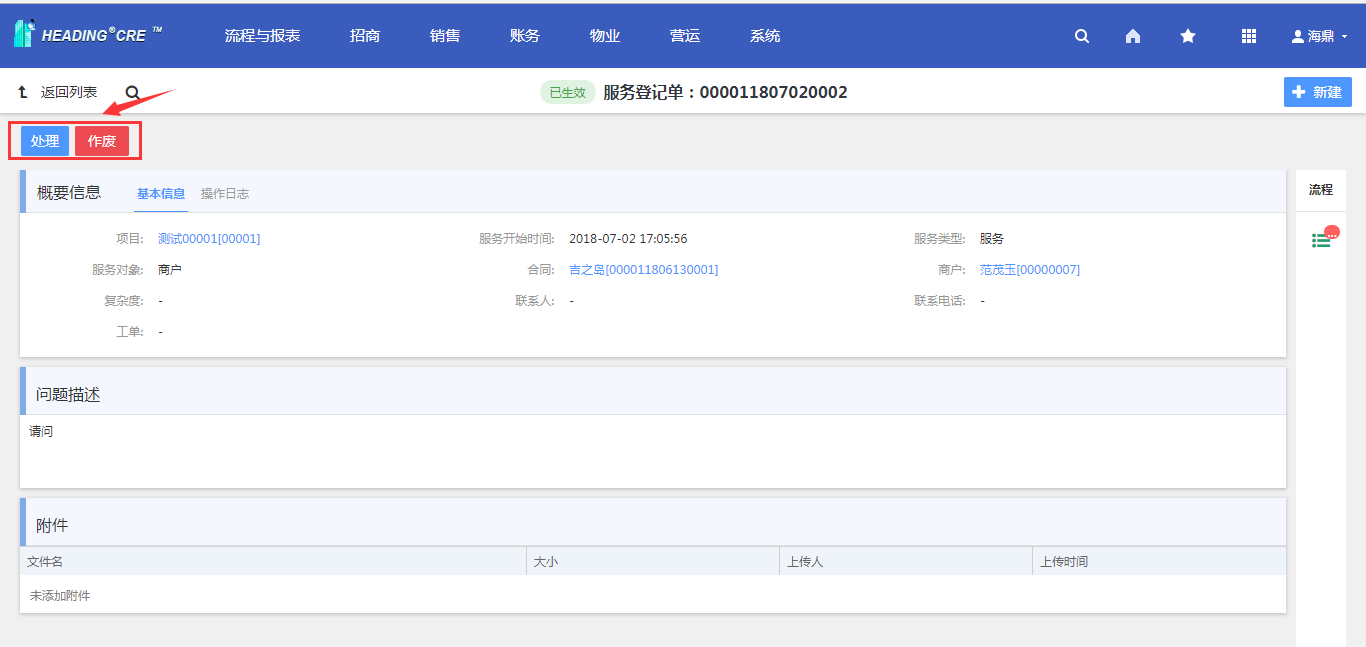 HEADING®CRE ™ 流程与报表 招商 销售 账务 物业 营运 系统 海鼎
返回列表 已生效 服务登记单：000011807020002 新建
处理 作废
概要信息 基本信息 操作日志 流程
项目: 测试00001[00001] 服务开始时间: 2018-07-02 17:05:56 服务类型: 服务
服务对象: 商户 合同: 吉之岛[000011806130001] 商户: 范茂玉[00000007]
复杂度: - 联系人: - 联系电话: -
工单: -
问题描述
请问
附件
文件名 大小 上传人 上传时间
未添加附件